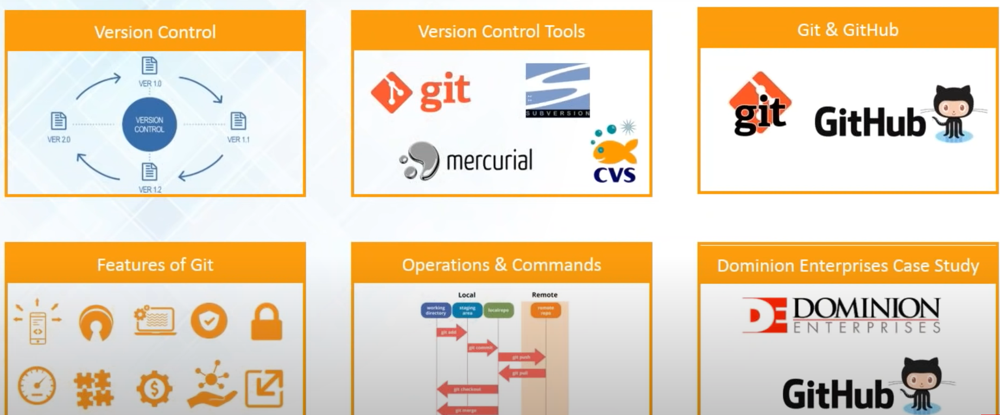 Version Control
VER 1.0
VERSION
CONTROL
VER 2.0
VER 1.1
VER 1.2
Version Control Tools
git
SUBVERSION
mercurial
CVS
Git & GitHub
git
GitHub
Features of Git
Operations & Commands
Local
Remote
working
directory
staging
area
localrepo
remote
repo
git add
git commit
git push
git pull
git checkout
git merge
Dominion Enterprises Case Study
DE DOMINION
ENTERPRISES
GitHub